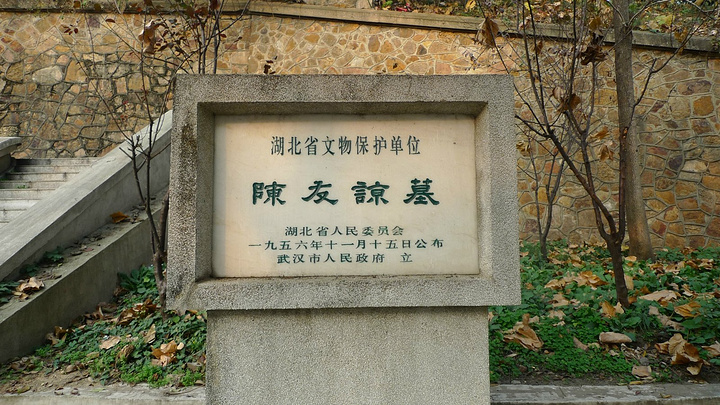 湖北省文物保护单位
陳友諒墓
湖北省人民委员会
一九五六年十一月十五日公布
武汉市人民政府 立